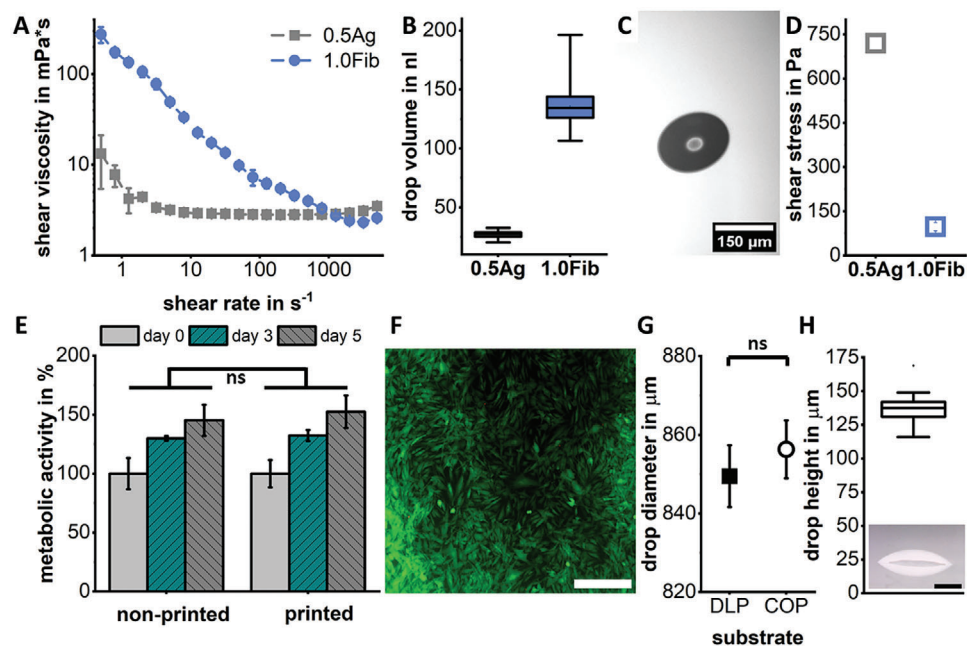 A
shear viscosity in mPa*s
100
10
1
1
10
100
1000
shear rate in s⁻¹
0.5Ag
1.0Fib
B
drop volume in nl
200
150
100
50
0.5Ag 1.0Fib
C
150 µm
D
shear stress in Pa
750
600
450
300
150
0
0.5Ag 1.0Fib
E
day 0
day 3
day 5
metabolic activity in %
200
150
100
50
0
ns
non-printed
printed
F
G
drop diameter in µm
880
860
840
820
ns
DLP COP
substrate
H
drop height in µm
175
150
125
100
75
50
25
0